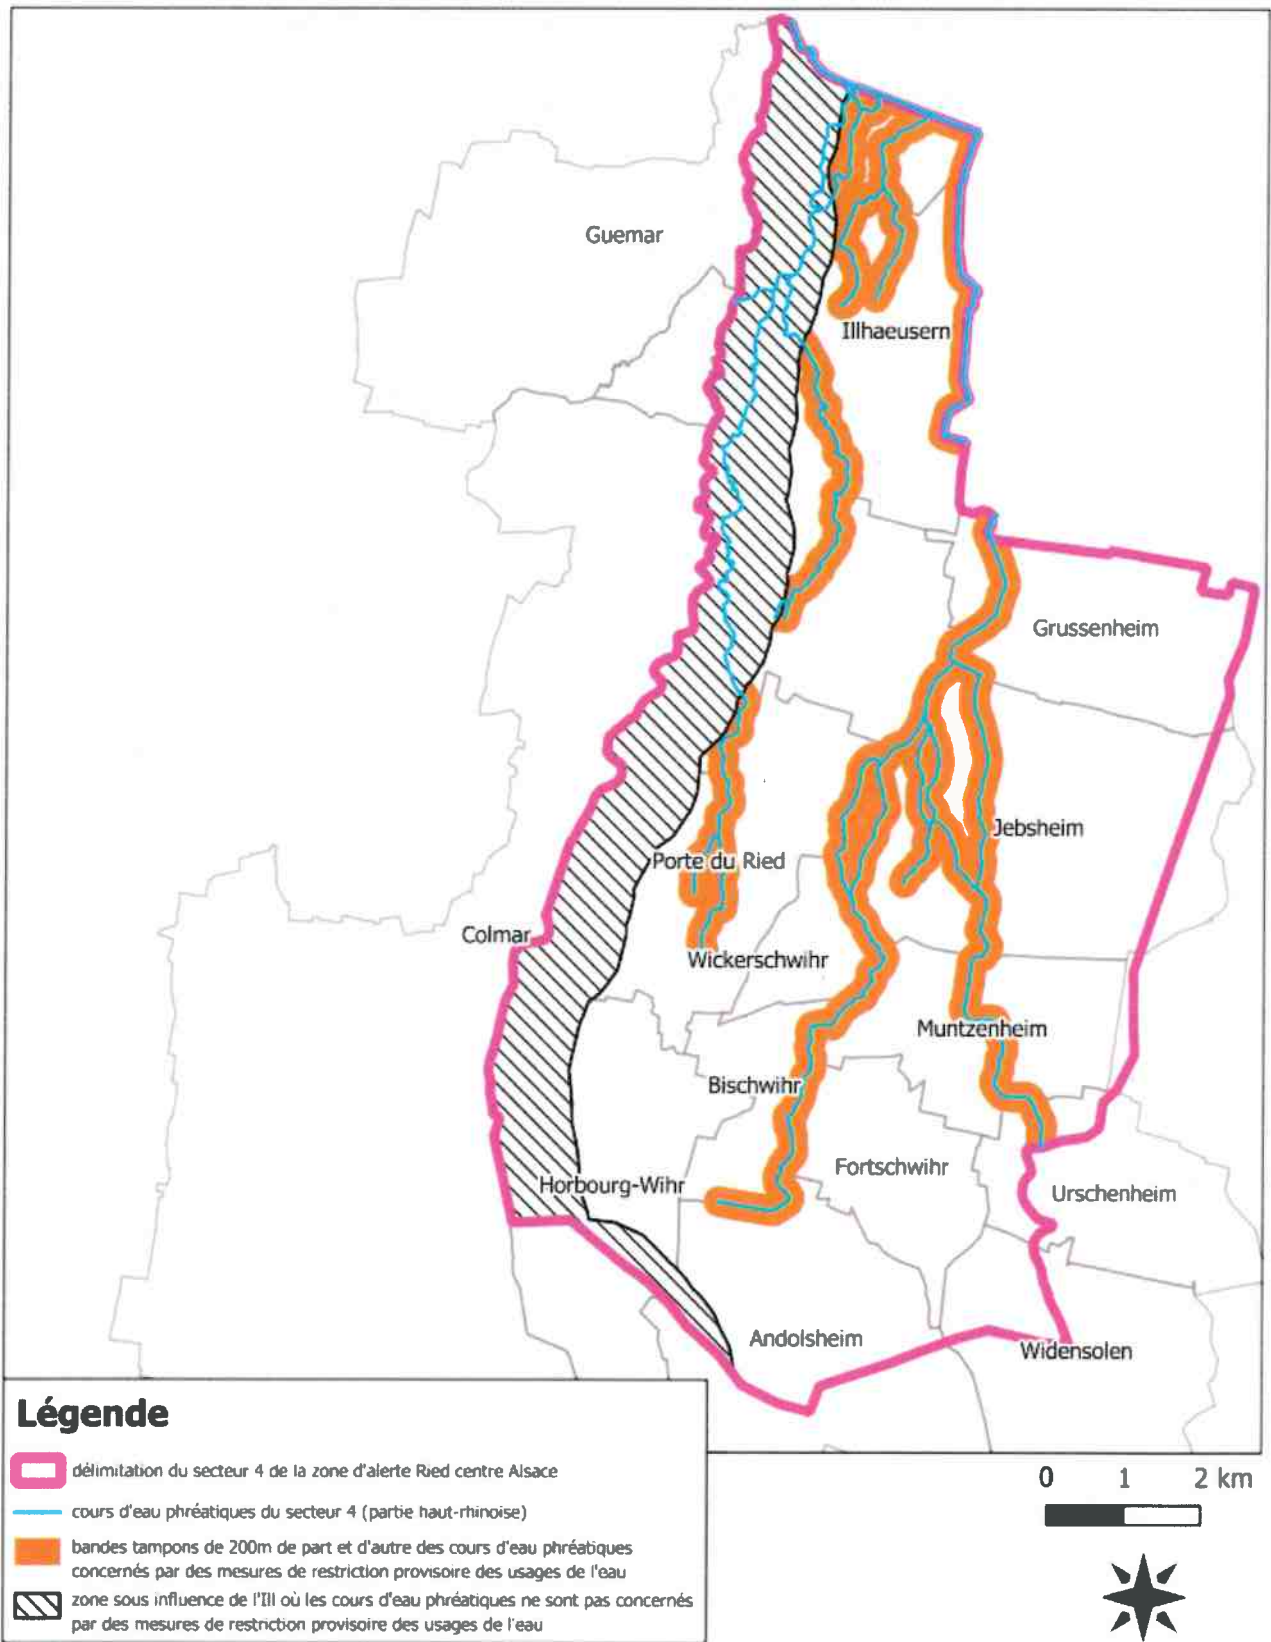 Guemar
Illhaeusern
Grussenheim
Jebsheim
Porte du Ried
Colmar
Wickerschwihr
Muntzenheim
Bischwihr
Fortschwihr
Horbourg-Wihr
Urschenheim
Andolsheim
Widensolen
Légende
délimitation du secteur 4 de la zone d'alerte Ried centre Alsace
cours d'eau phréatiques du secteur 4 (partie haut-rhinoise)
bandes tampons de 200m de part et d'autre des cours d'eau phréatiques
concernés par des mesures de restriction provisoire des usages de l'eau
zone sous influence de l'Ill où les cours d'eau phréatiques ne sont pas concernés
par des mesures de restriction provisoire des usages de l'eau
0 1 2 km